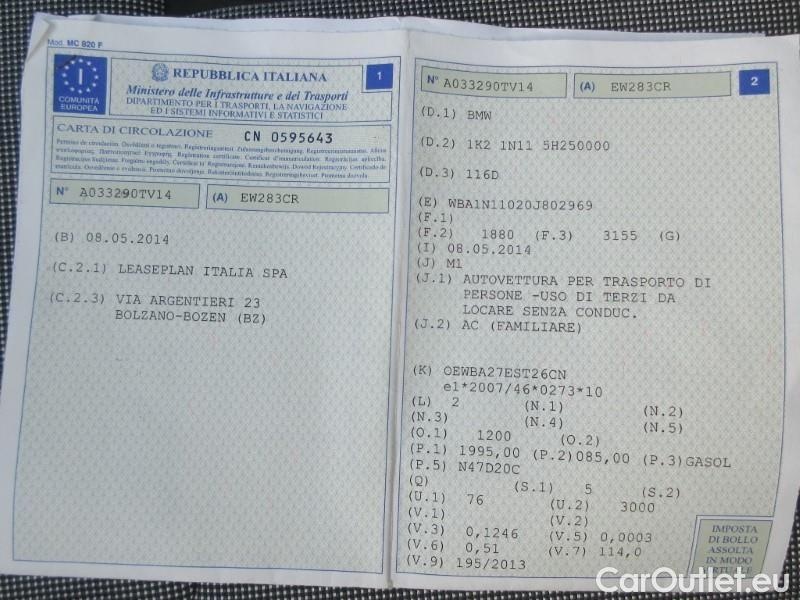 Mod. MC 820 F
I
COMUNITÀ
EUROPEA
REPUBBLICA ITALIANA
1
Ministero delle Infrastrutture e dei Trasporti
DIPARTIMENTO PER I TRASPORTI, LA NAVIGAZIONE
ED I SISTEMI INFORMATIVI E STATISTICI
CARTA DI CIRCOLAZIONE CN 0595643
N° A033290TV14 (A) EW283CR
(B) 08.05.2014
(C.2.1) LEASEPLAN ITALIA SPA
(C.2.3) VIA ARGENTIERI 23
BOLZANO-BOZEN (BZ)
N° A033290TV14 (A) EW283CR 2
(D.1) BMW
(D.2) 1K2 1N11 5H250000
(D.3) 116D
(E) WBA1N11020J802969
(F.1)
(F.2) 1880 (F.3) 3155 (G)
(I) 08.05.2014
(J) M1
(J.1) AUTOVETTURA PER TRASPORTO DI
PERSONE -USO DI TERZI DA
LOCARE SENZA CONDUC.
(J.2) AC (FAMILIARE)
(K) OEWBA27EST26CN
e1*2007/46*0273*10
(L) 2 (N.1) (N.2)
(N.3) (N.4) (N.5)
(O.1) 1200 (O.2)
(P.1) 1995,00 (P.2)085,00 (P.3)GASOL
(P.5) N47D20C
(Q) (S.1) 5 (S.2)
(U.1) 76 (U.2) 3000
(V.1) (V.2)
(V.3) 0,1246 (V.5) 0,0003
(V.6) 0,51 (V.7) 114,0
(V.9) 195/2013
IMPOSTA
DI BOLLO
ASSOLTA
IN MODO
VIRTUALE
CarOutlet.eu